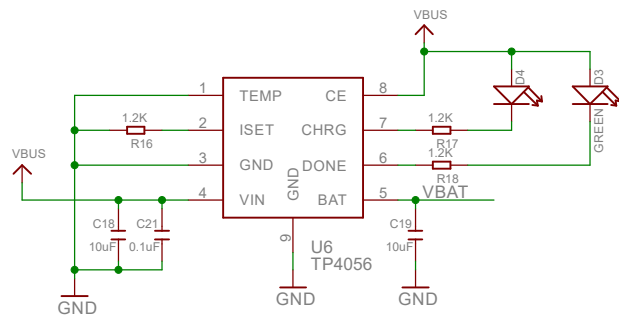 VBUS
D4
D3
GREEN
1 TEMP CE 8
1.2K
2 ISET CHRG 7
1.2K
R16
R17
3 GND DONE 6
1.2K
R18
VBUS
4 VIN GND BAT 5
VBAT
C18
10uF
C21
0.1uF
C19
10uF
9
U6
TP4056
GND
GND
GND